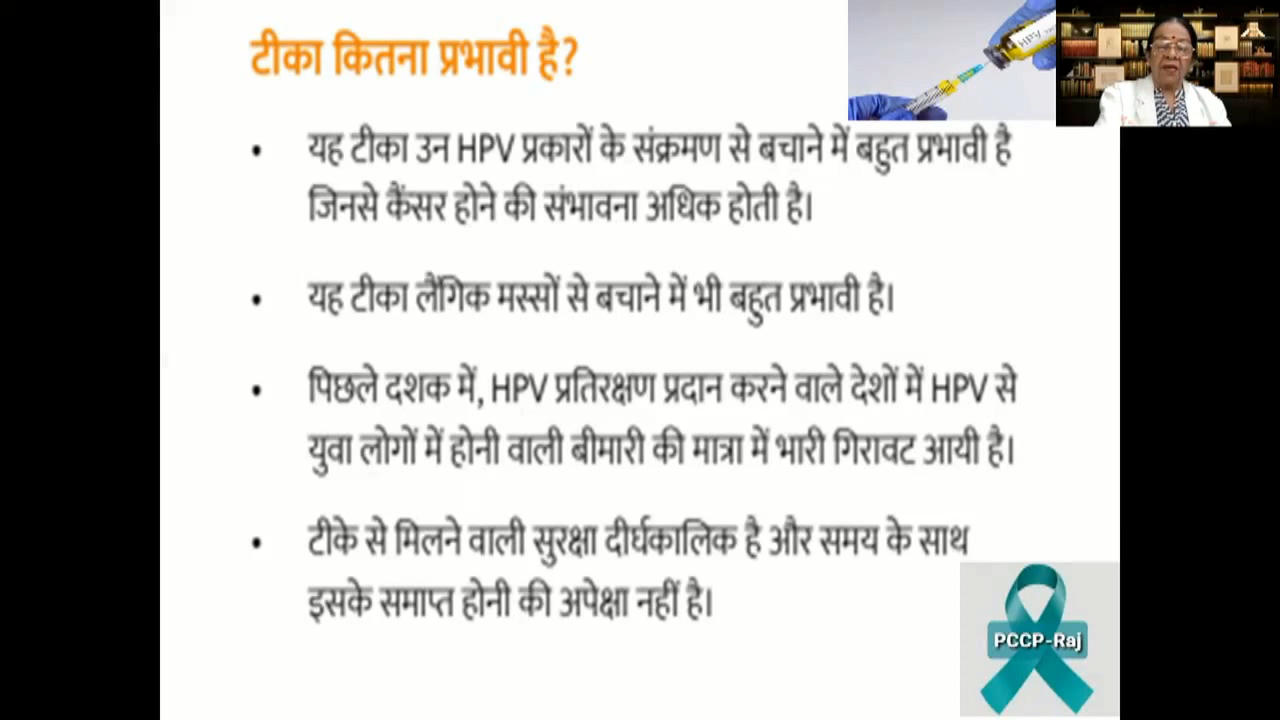 टीका कितना प्रभावी है?
HPV
• यह टीका उन HPV प्रकारों के संक्रमण से बचाने में बहुत प्रभावी है
जिनसे कैंसर होने की संभावना अधिक होती है।
• यह टीका लैंगिक मस्सों से बचाने में भी बहुत प्रभावी है।
• पिछले दशक में, HPV प्रतिरक्षण प्रदान करने वाले देशों में HPV से
युवा लोगों में होनी वाली बीमारी की मात्रा में भारी गिरावट आयी है।
• टीके से मिलने वाली सुरक्षा दीर्घकालिक है और समय के साथ
इसके समाप्त होनी की अपेक्षा नहीं है।
PCCP-Raj